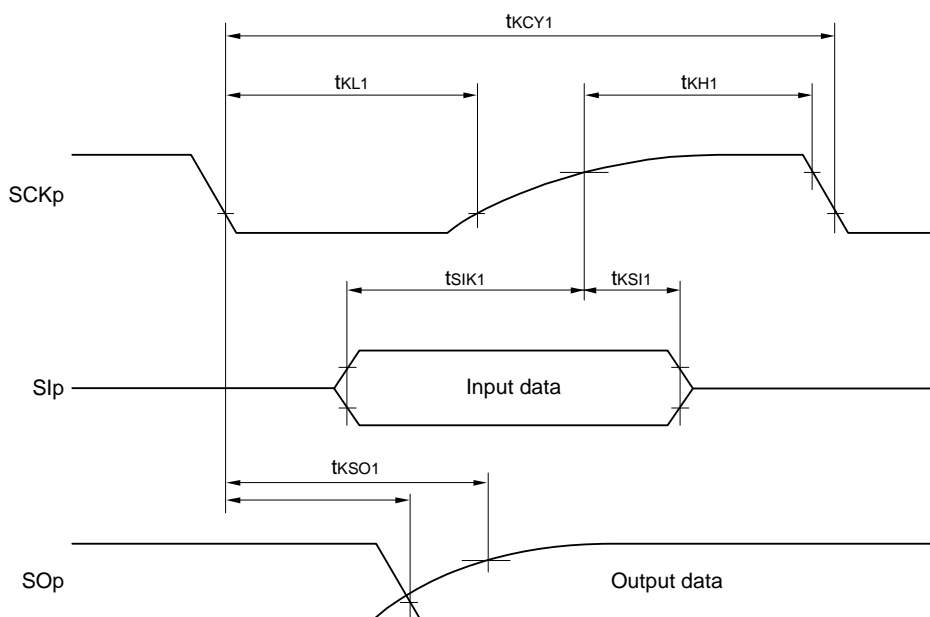 tKCY1
tKL1
tKH1
SCKp
tSIK1
tKSI1
SIp
Input data
tKSO1
SOp
Output data